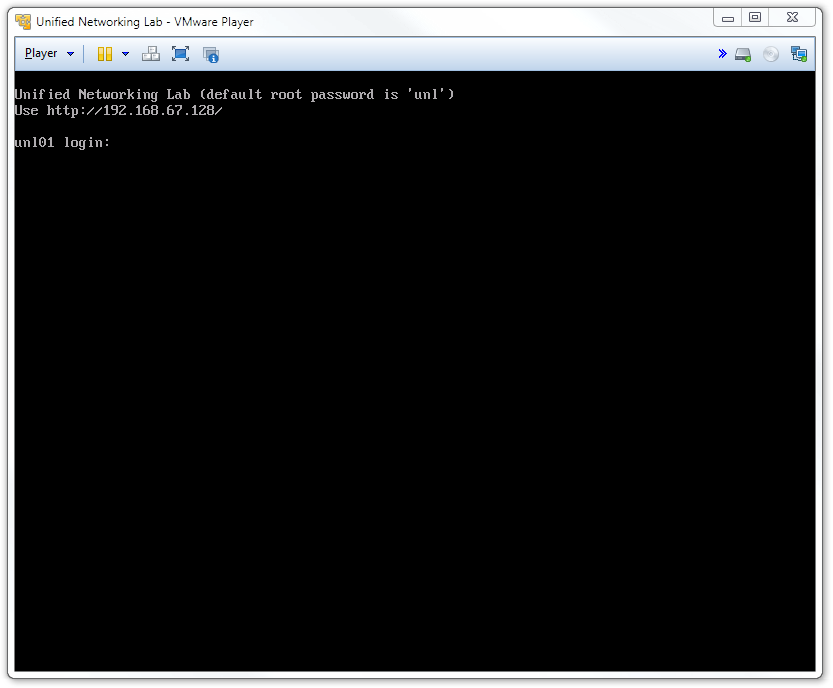 Unified Networking Lab - VMware Player
Player
Unified Networking Lab (default root password is 'unl')
Use http://192.168.67.128/
unl01 login: